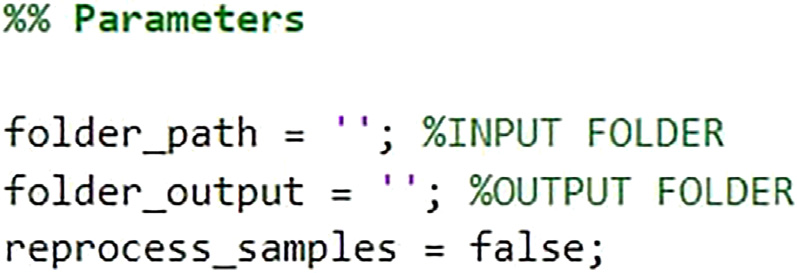 %% Parameters
folder_path = ''; %INPUT FOLDER
folder_output = ''; %OUTPUT FOLDER
reprocess_samples = false;